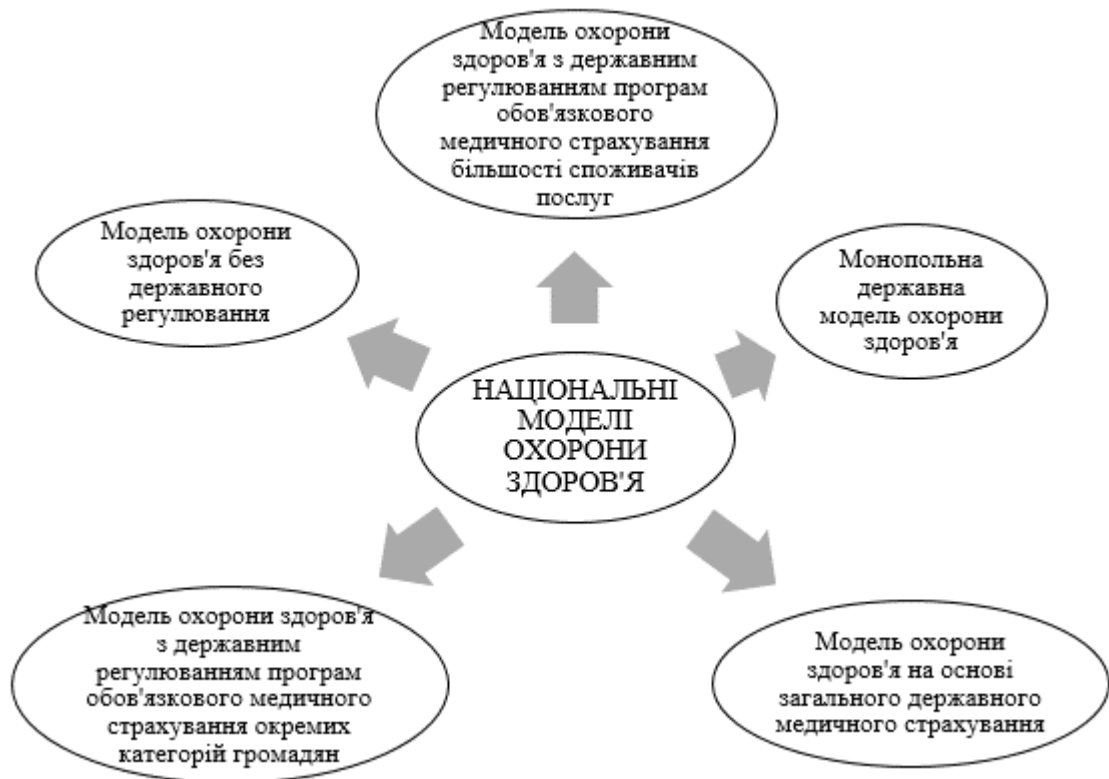 Модель охорони
здоров'я з державним
регулюванням програм
обов'язкового
медичного страхування
більшості споживачів
послуг
Модель охорони
здоров'я без
державного
регулювання
Монопольна
державна
модель охорони
здоров'я
НАЦІОНАЛЬНІ
МОДЕЛІ
ОХОРОНИ
ЗДОРОВ'Я
Модель охорони здоров'я
з державним
регулюванням програм
обов'язкового медичного
страхування окремих
категорій громадян
Модель охорони
здоров'я на основі
загального державного
медичного страхування